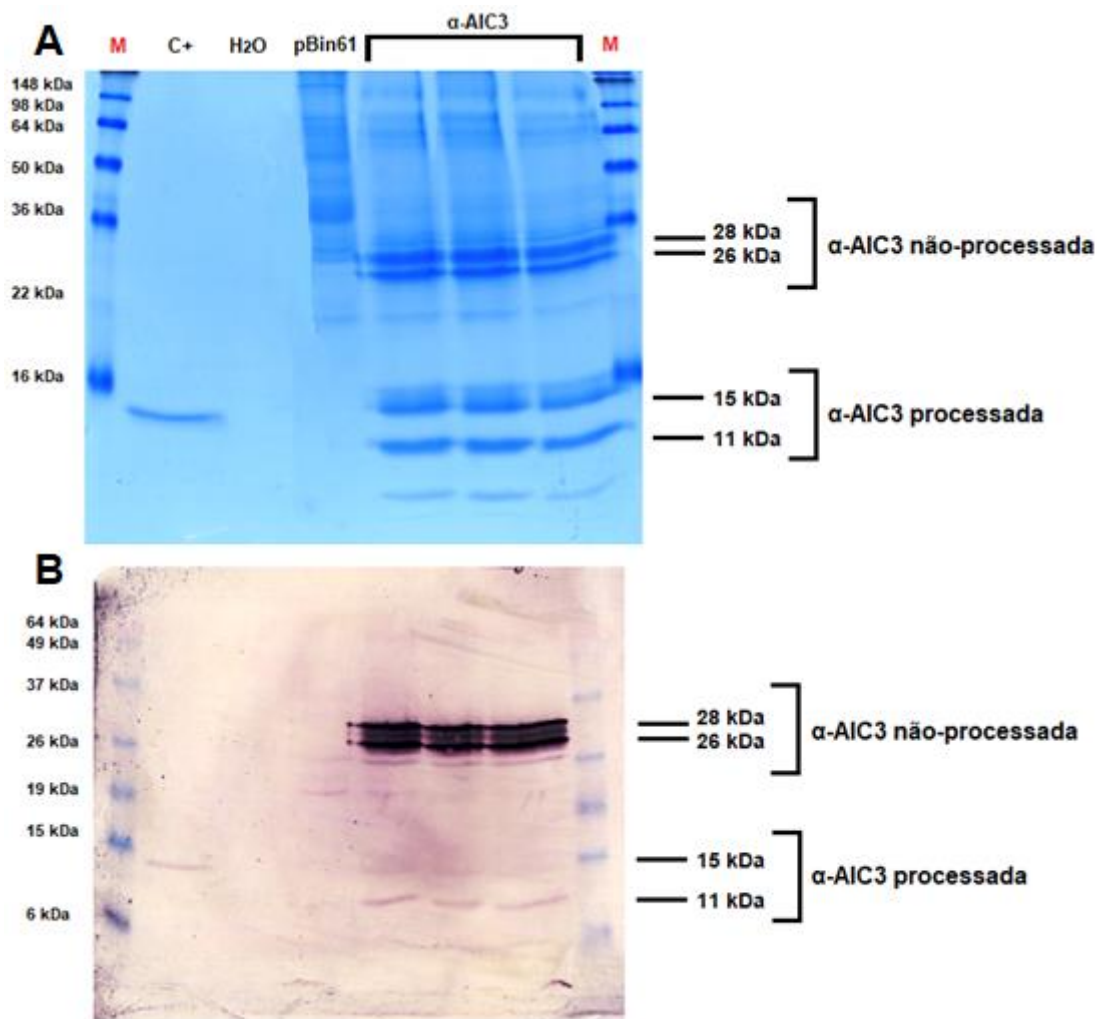 A
M
C+
H2O
pBin61
α-AIC3
M
148 kDa
98 kDa
64 kDa
50 kDa
36 kDa
22 kDa
16 kDa
28 kDa
26 kDa
α-AIC3 não-processada
15 kDa
11 kDa
α-AIC3 processada
B
64 kDa
49 kDa
37 kDa
26 kDa
19 kDa
15 kDa
6 kDa
28 kDa
26 kDa
α-AIC3 não-processada
15 kDa
11 kDa
α-AIC3 processada